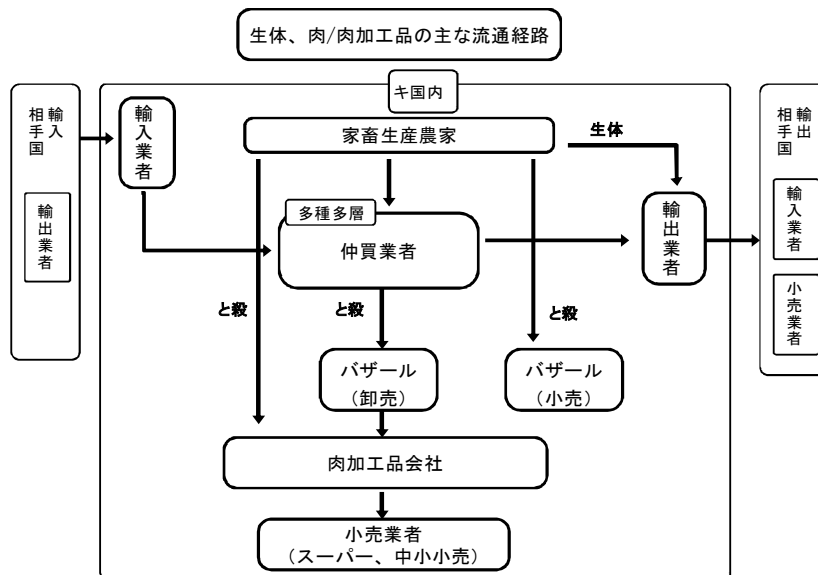 生体、肉/肉加工品の主な流通経路
キ国内
輸入
相手国
輸出業者
輸入業者
家畜生産農家
生体
多種多層
仲買業者
輸出業者
輸出
相手国
輸入業者
小売業者
と殺
と殺
と殺
バザール
(卸売)
バザール
(小売)
肉加工品会社
小売業者
(スーパー、中小小売)